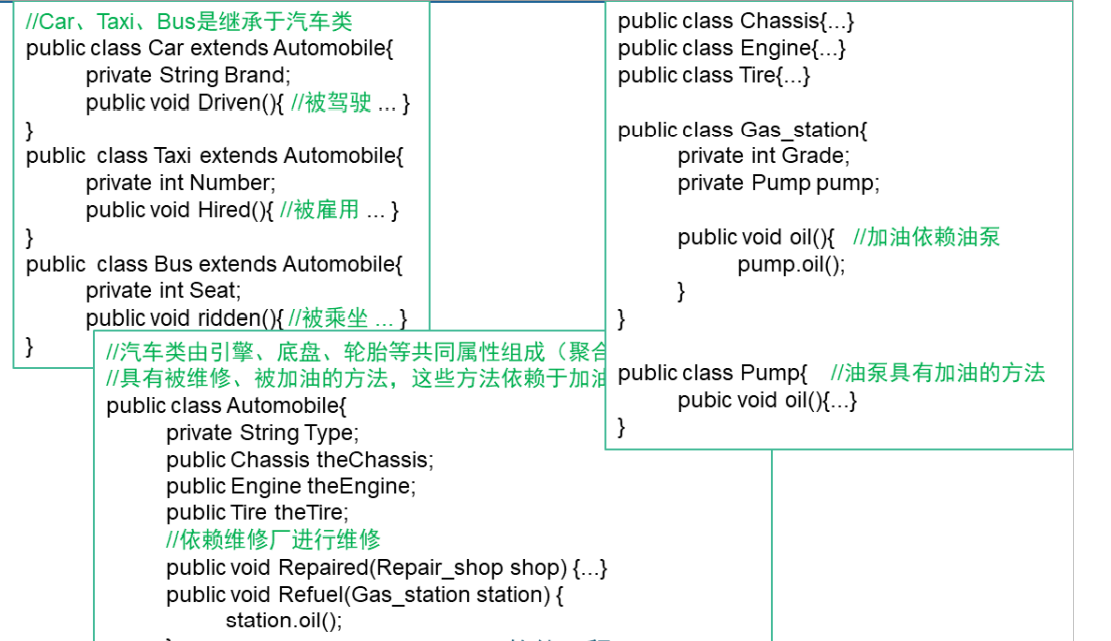 //Car、Taxi、Bus是继承于汽车类
public class Car extends Automobile{
private String Brand;
public void Driven(){ //被驾驶 ... }
}
public class Taxi extends Automobile{
private int Number;
public void Hired(){ //被雇用 ... }
}
public class Bus extends Automobile{
private int Seat;
public void ridden(){ //被乘坐 ... }
}
//汽车类由引擎、底盘、轮胎等共同属性组成（聚合
//具有被维修、被加油的方法，这些方法依赖于加油
public class Automobile{
private String Type;
public Chassis theChassis;
public Engine theEngine;
public Tire theTire;
//依赖维修厂进行维修
public void Repaired(Repair_shop shop) {...}
public void Refuel(Gas_station station) {
station.oil();
public class Chassis{...}
public class Engine{...}
public class Tire{...}
public class Gas_station{
private int Grade;
private Pump pump;
public void oil(){ //加油依赖油泵
pump.oil();
}
}
public class Pump{ //油泵具有加油的方法
pubic void oil(){...}
}